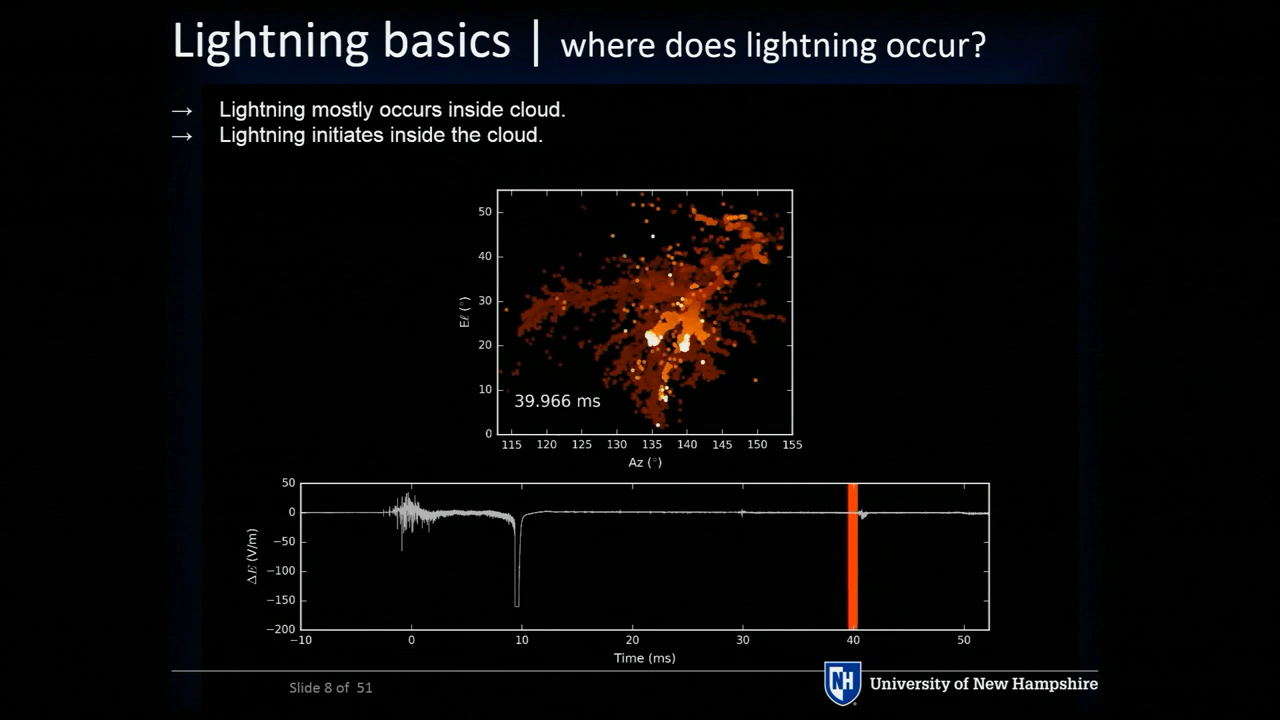 Lightning basics | where does lightning occur?
→ Lightning mostly occurs inside cloud.
→ Lightning initiates inside the cloud.
50
40
30
20
10
0
Eℓ (°)
39.966 ms
115 120 125 130 135 140 145 150 155
Az (°)
50
0
−50
−100
−150
−200
ΔE (V/m)
−10 0 10 20 30 40 50
Time (ms)
Slide 8 of 51
NH
University of New Hampshire